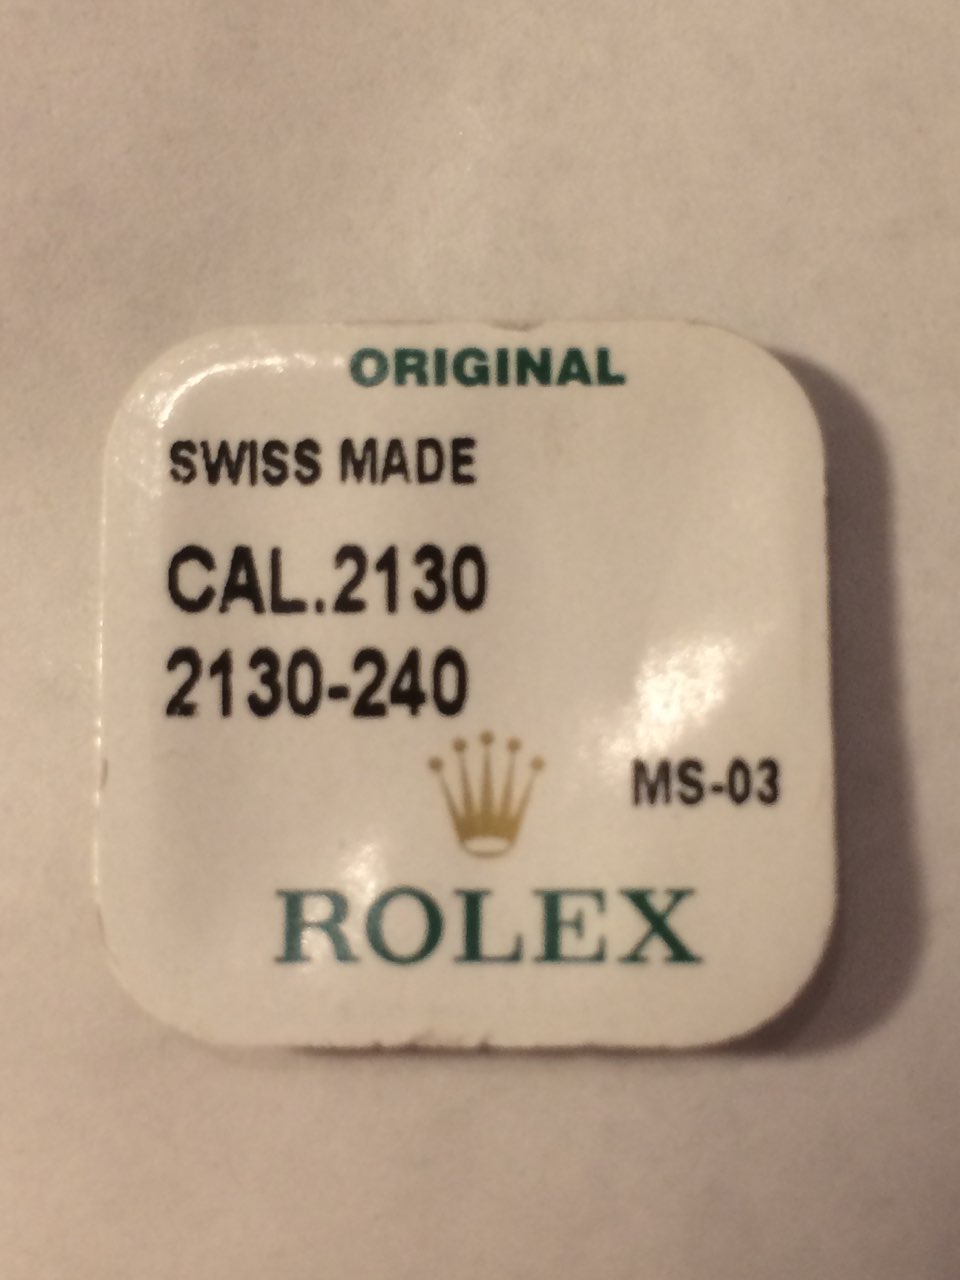 ORIGINAL
SWISS MADE
CAL.2130
2130-240
MS-03
ROLEX